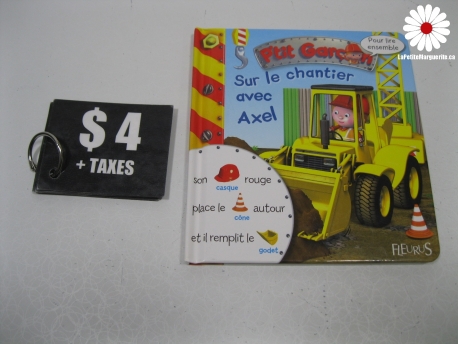 LaPetiteMarguerite.co
$ 4
+ TAXES
P'tit Garçon
Pour lire
ensemble
Sur le chantier
avec
Axel
son rouge
casque
place le autour
cône
et il remplit le
godet
FLEURUS